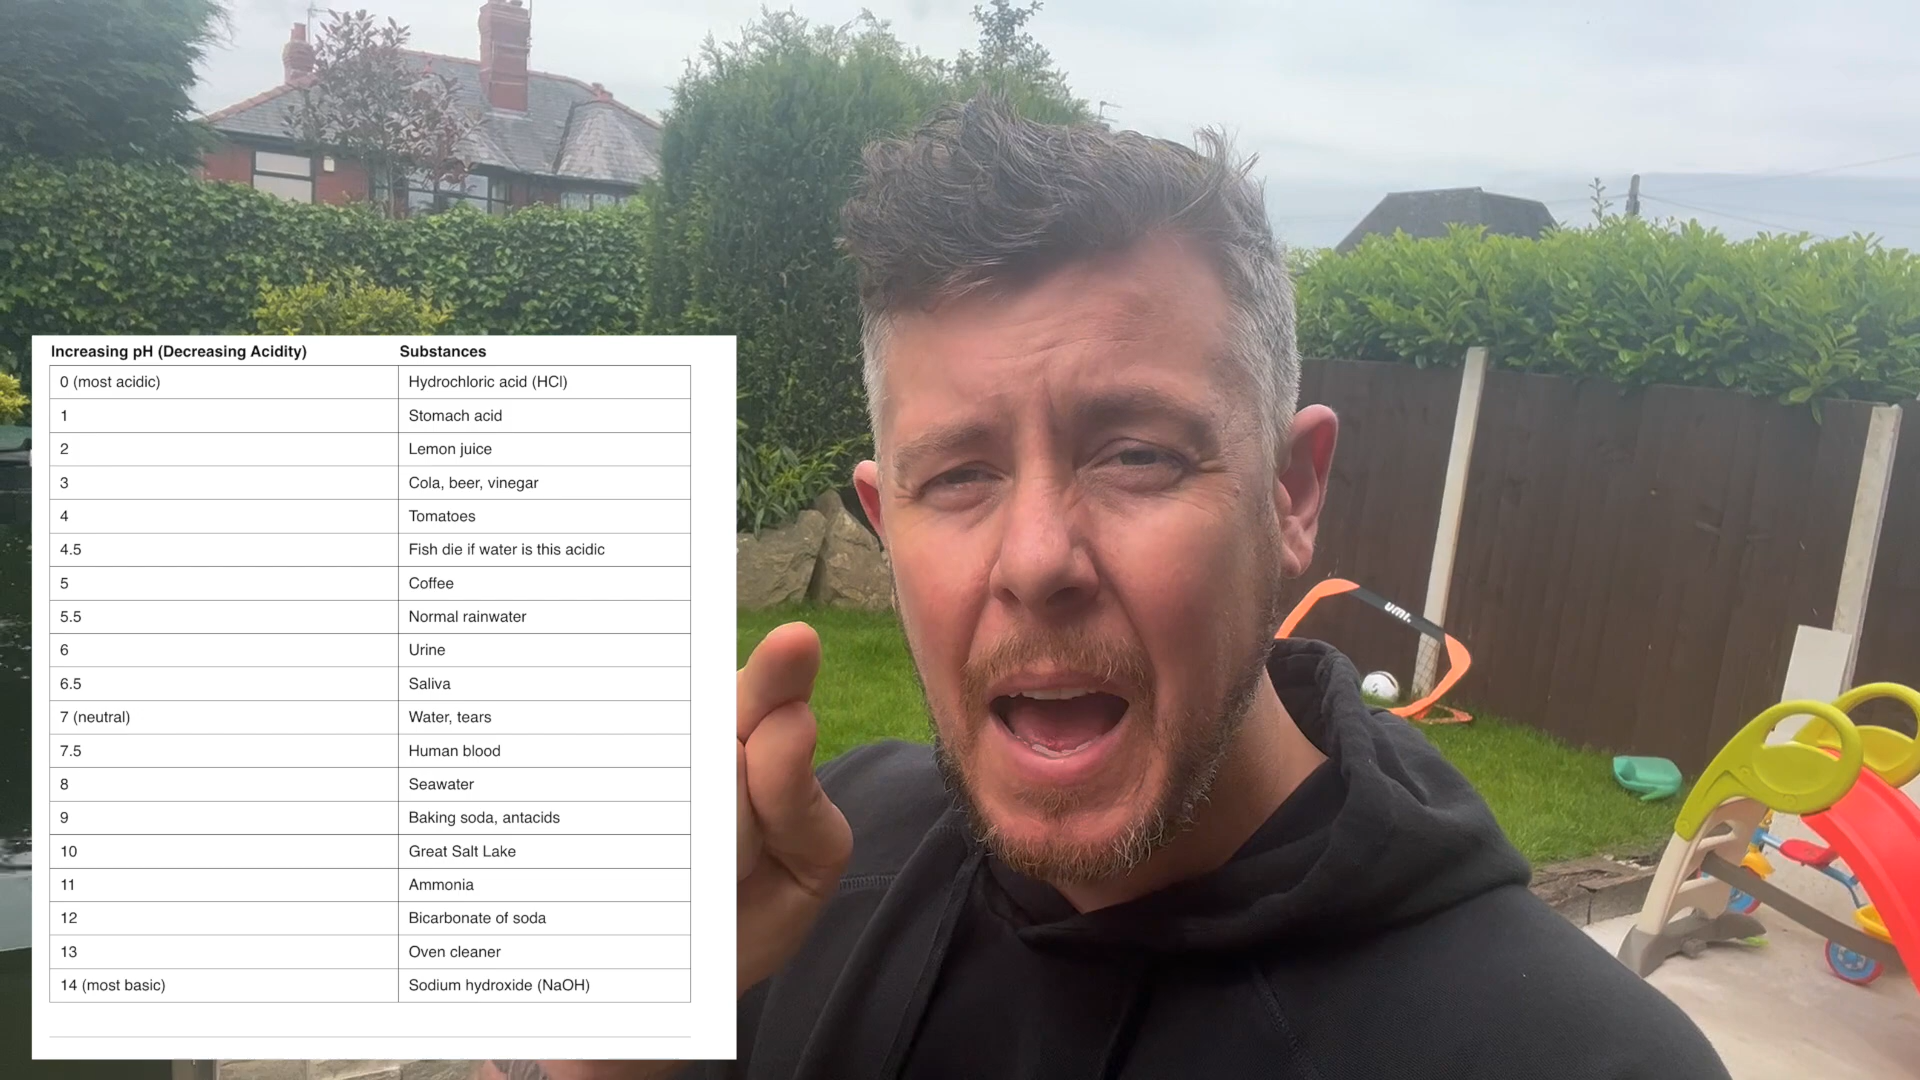 Increasing pH (Decreasing Acidity) Substances
0 (most acidic) Hydrochloric acid (HCl)
1 Stomach acid
2 Lemon juice
3 Cola, beer, vinegar
4 Tomatoes
4.5 Fish die if water is this acidic
5 Coffee
5.5 Normal rainwater
6 Urine
6.5 Saliva
7 (neutral) Water, tears
7.5 Human blood
8 Seawater
9 Baking soda, antacids
10 Great Salt Lake
11 Ammonia
12 Bicarbonate of soda
13 Oven cleaner
14 (most basic) Sodium hydroxide (NaOH)
umi.